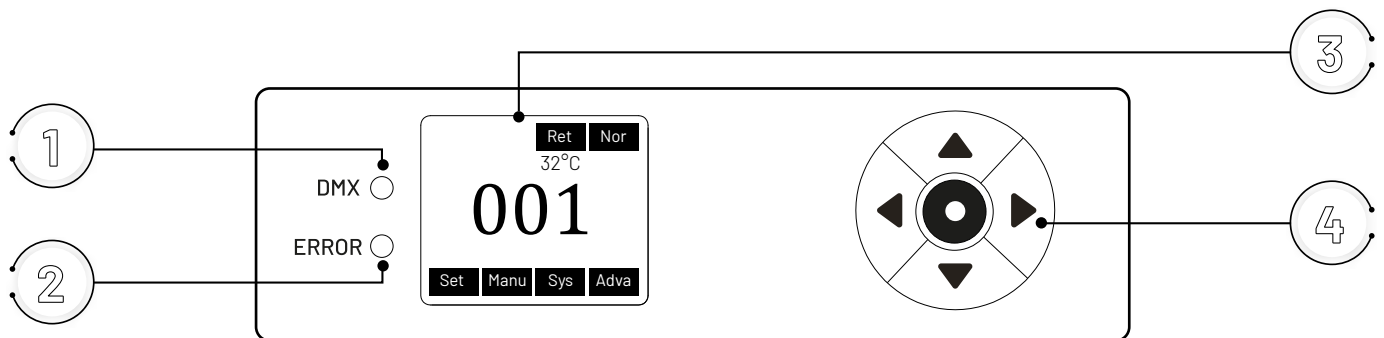 3
1
Ret Nor
32°C
DMX
001
4
ERROR
2
Set Manu Sys Adva